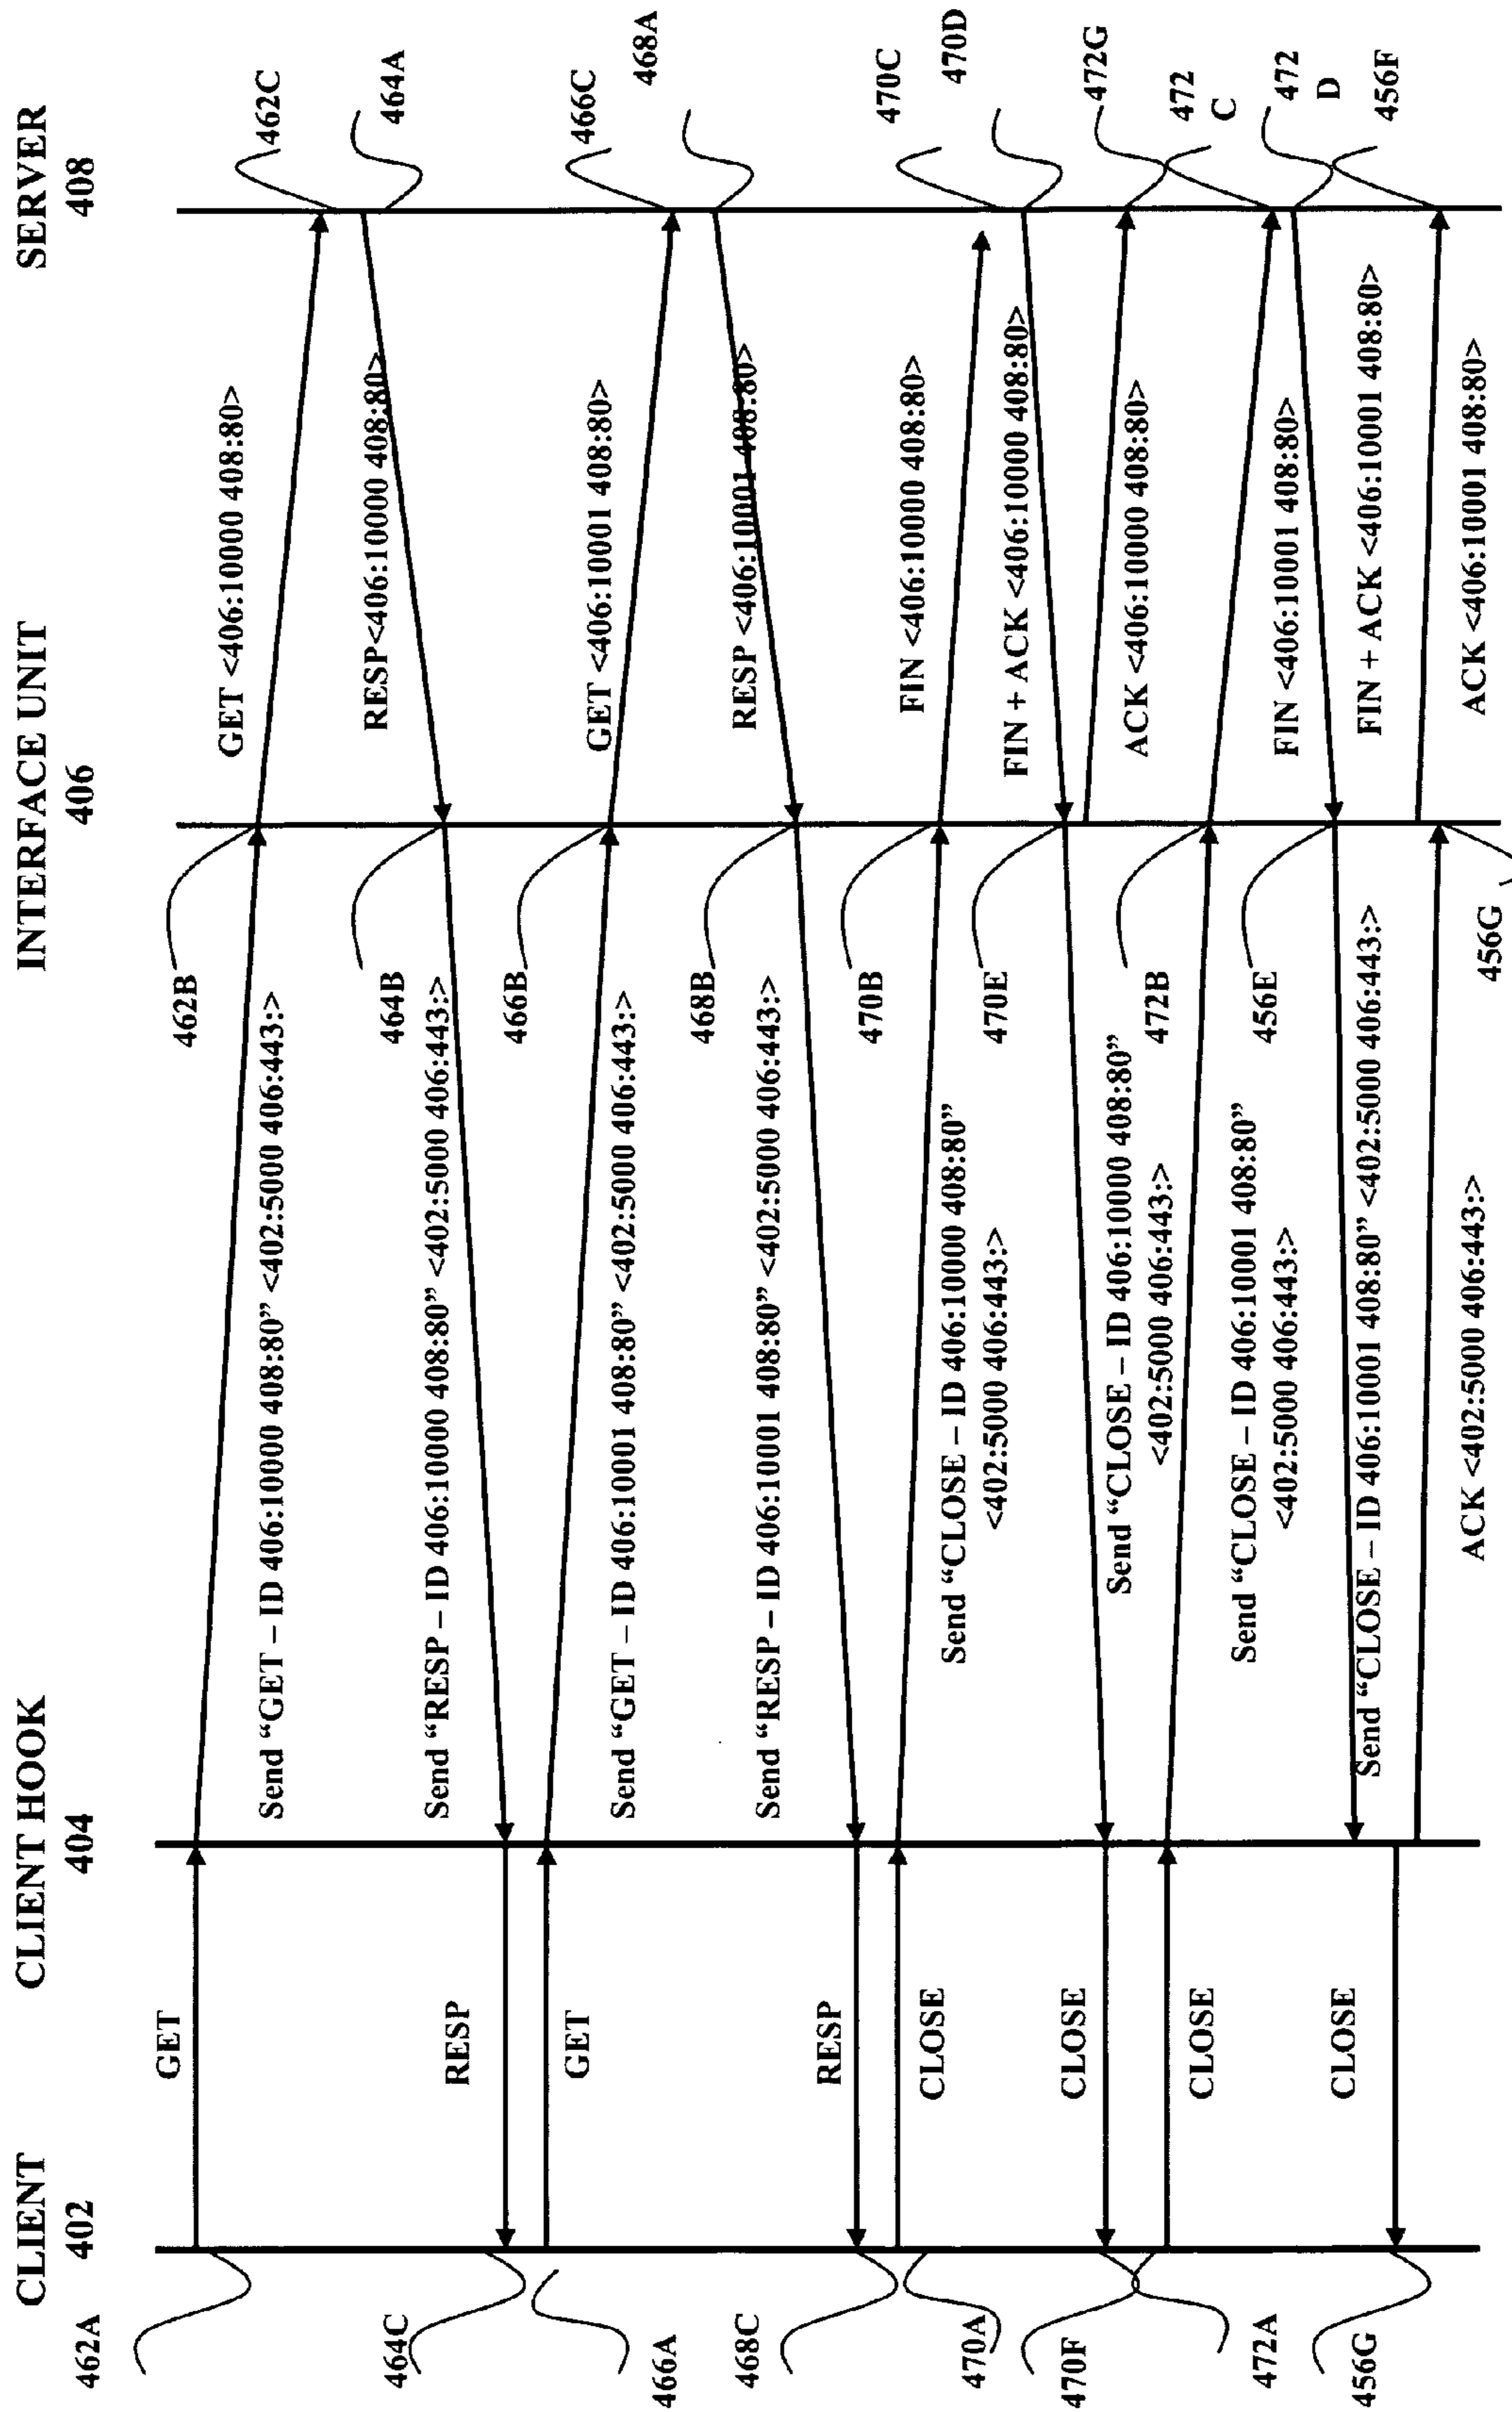 CLIENT
402
CLIENT HOOK
404
INTERFACE UNIT
406
SERVER
408
462A
GET
462B
Send “GET – ID 406:10000 408:80” <402:5000 406:443:>
GET <406:10000 408:80>
462C
464A
RESP<406:10000 408:80>
464B
Send “RESP – ID 406:10000 408:80” <402:5000 406:443:>
RESP
464C
466A
GET
466B
Send “GET – ID 406:10001 408:80” <402:5000 406:443:>
GET <406:10001 408:80>
466C
468A
RESP <406:10001 408:80>
468B
Send “RESP – ID 406:10001 408:80” <402:5000 406:443:>
RESP
468C
470A
CLOSE
470B
Send “CLOSE – ID 406:10000 408:80”
<402:5000 406:443:>
FIN <406:10000 408:80>
470C
470D
FIN + ACK <406:10000 408:80>
470E
Send “CLOSE – ID 406:10000 408:80”
<402:5000 406:443:>
CLOSE
470F
ACK <406:10000 408:80>
472G
472A
CLOSE
472B
Send “CLOSE – ID 406:10001 408:80”
<402:5000 406:443:>
FIN <406:10001 408:80>
472
C
472
D
FIN + ACK <406:10001 408:80>
456E
Send “CLOSE – ID 406:10001 408:80” <402:5000 406:443:>
CLOSE
456G
ACK <402:5000 406:443:>
456G
ACK <406:10001 408:80>
456F